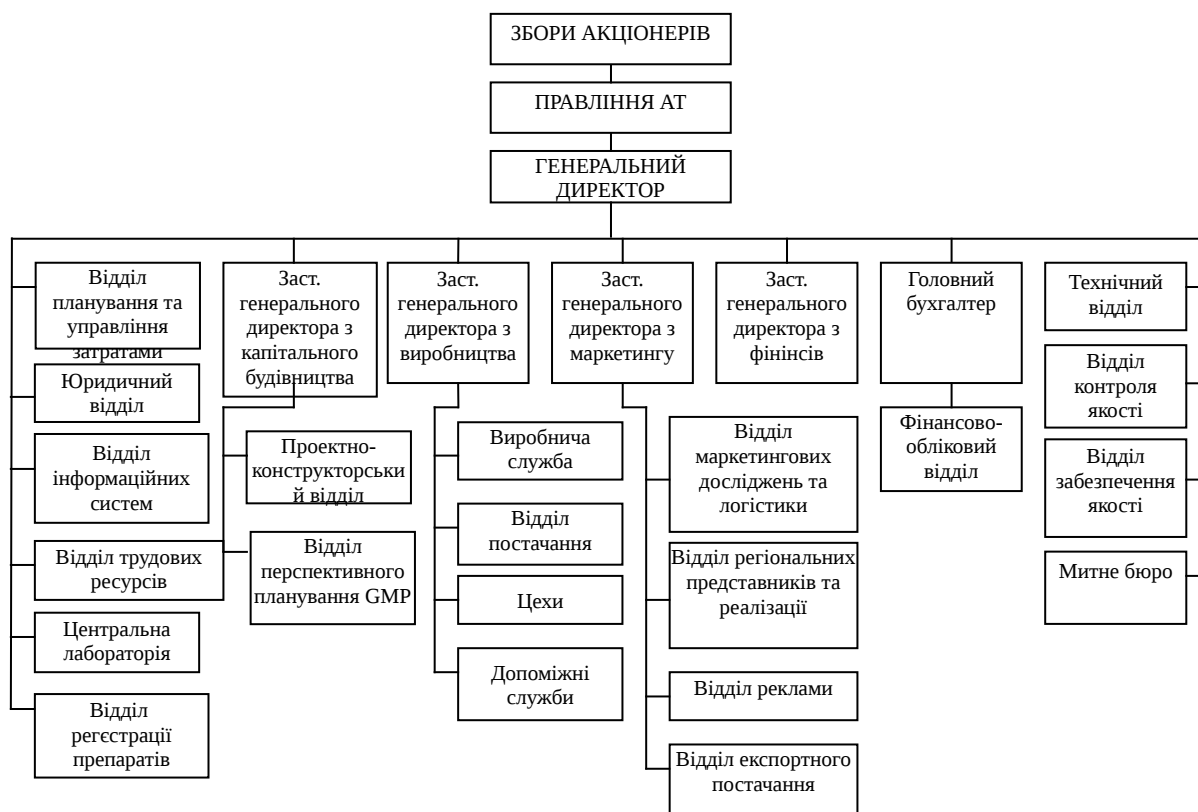 ЗБОРИ АКЦІОНЕРІВ
ПРАВЛІННЯ АТ
ГЕНЕРАЛЬНИЙ
ДИРЕКТОР
Відділ
планування та
управління
затратами
Юридичний
відділ
Відділ
інформаційних
систем
Відділ трудових
ресурсів
Центральна
лабораторія
Відділ
регєстрації
препаратів
Заст.
генерального
директора з
капітального
будівництва
Проектно-
конструкторськи
й відділ
Відділ
перспективного
планування GMP
Заст.
генерального
директора з
виробництва
Виробнича
служба
Відділ
постачання
Цехи
Допоміжні
служби
Заст.
генерального
директора з
маркетингу
Відділ
маркетингових
досліджень та
логістики
Відділ регіональних
представників та
реалізації
Відділ реклами
Відділ експортного
постачання
Заст.
генерального
директора з
фінінсів
Головний
бухгалтер
Фінансово-
обліковий
відділ
Технічний
відділ
Відділ
контроля
якості
Відділ
забезпечення
якості
Митне бюро